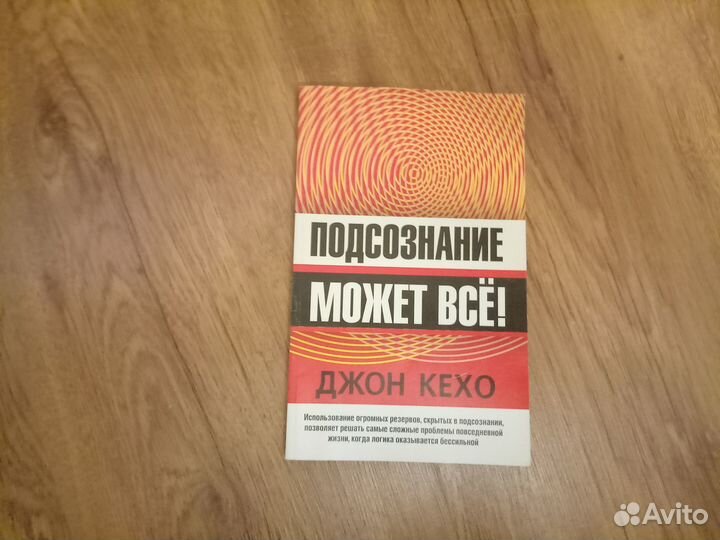 ПОДСОЗНАНИЕ
МОЖЕТ ВСЁ!
ДЖОН КЕХО
Использование огромных резервов, скрытых в подсознании,
позволяет решать самые сложные проблемы повседневной
жизни, когда логика оказывается бессильной
Avito